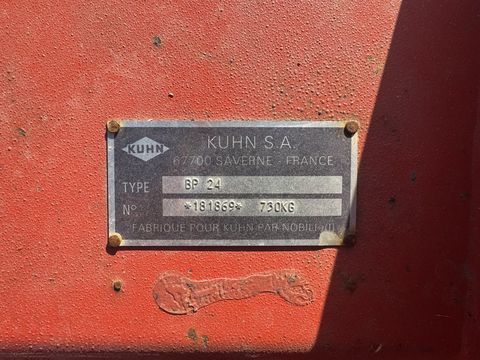 KUHN
KUHN S.A.
67700 SAVERNE - FRANCE
TYPE BP 24
N° *181869* 730KG
FABRIQUE POUR KUHN PAR NOBILI (I)